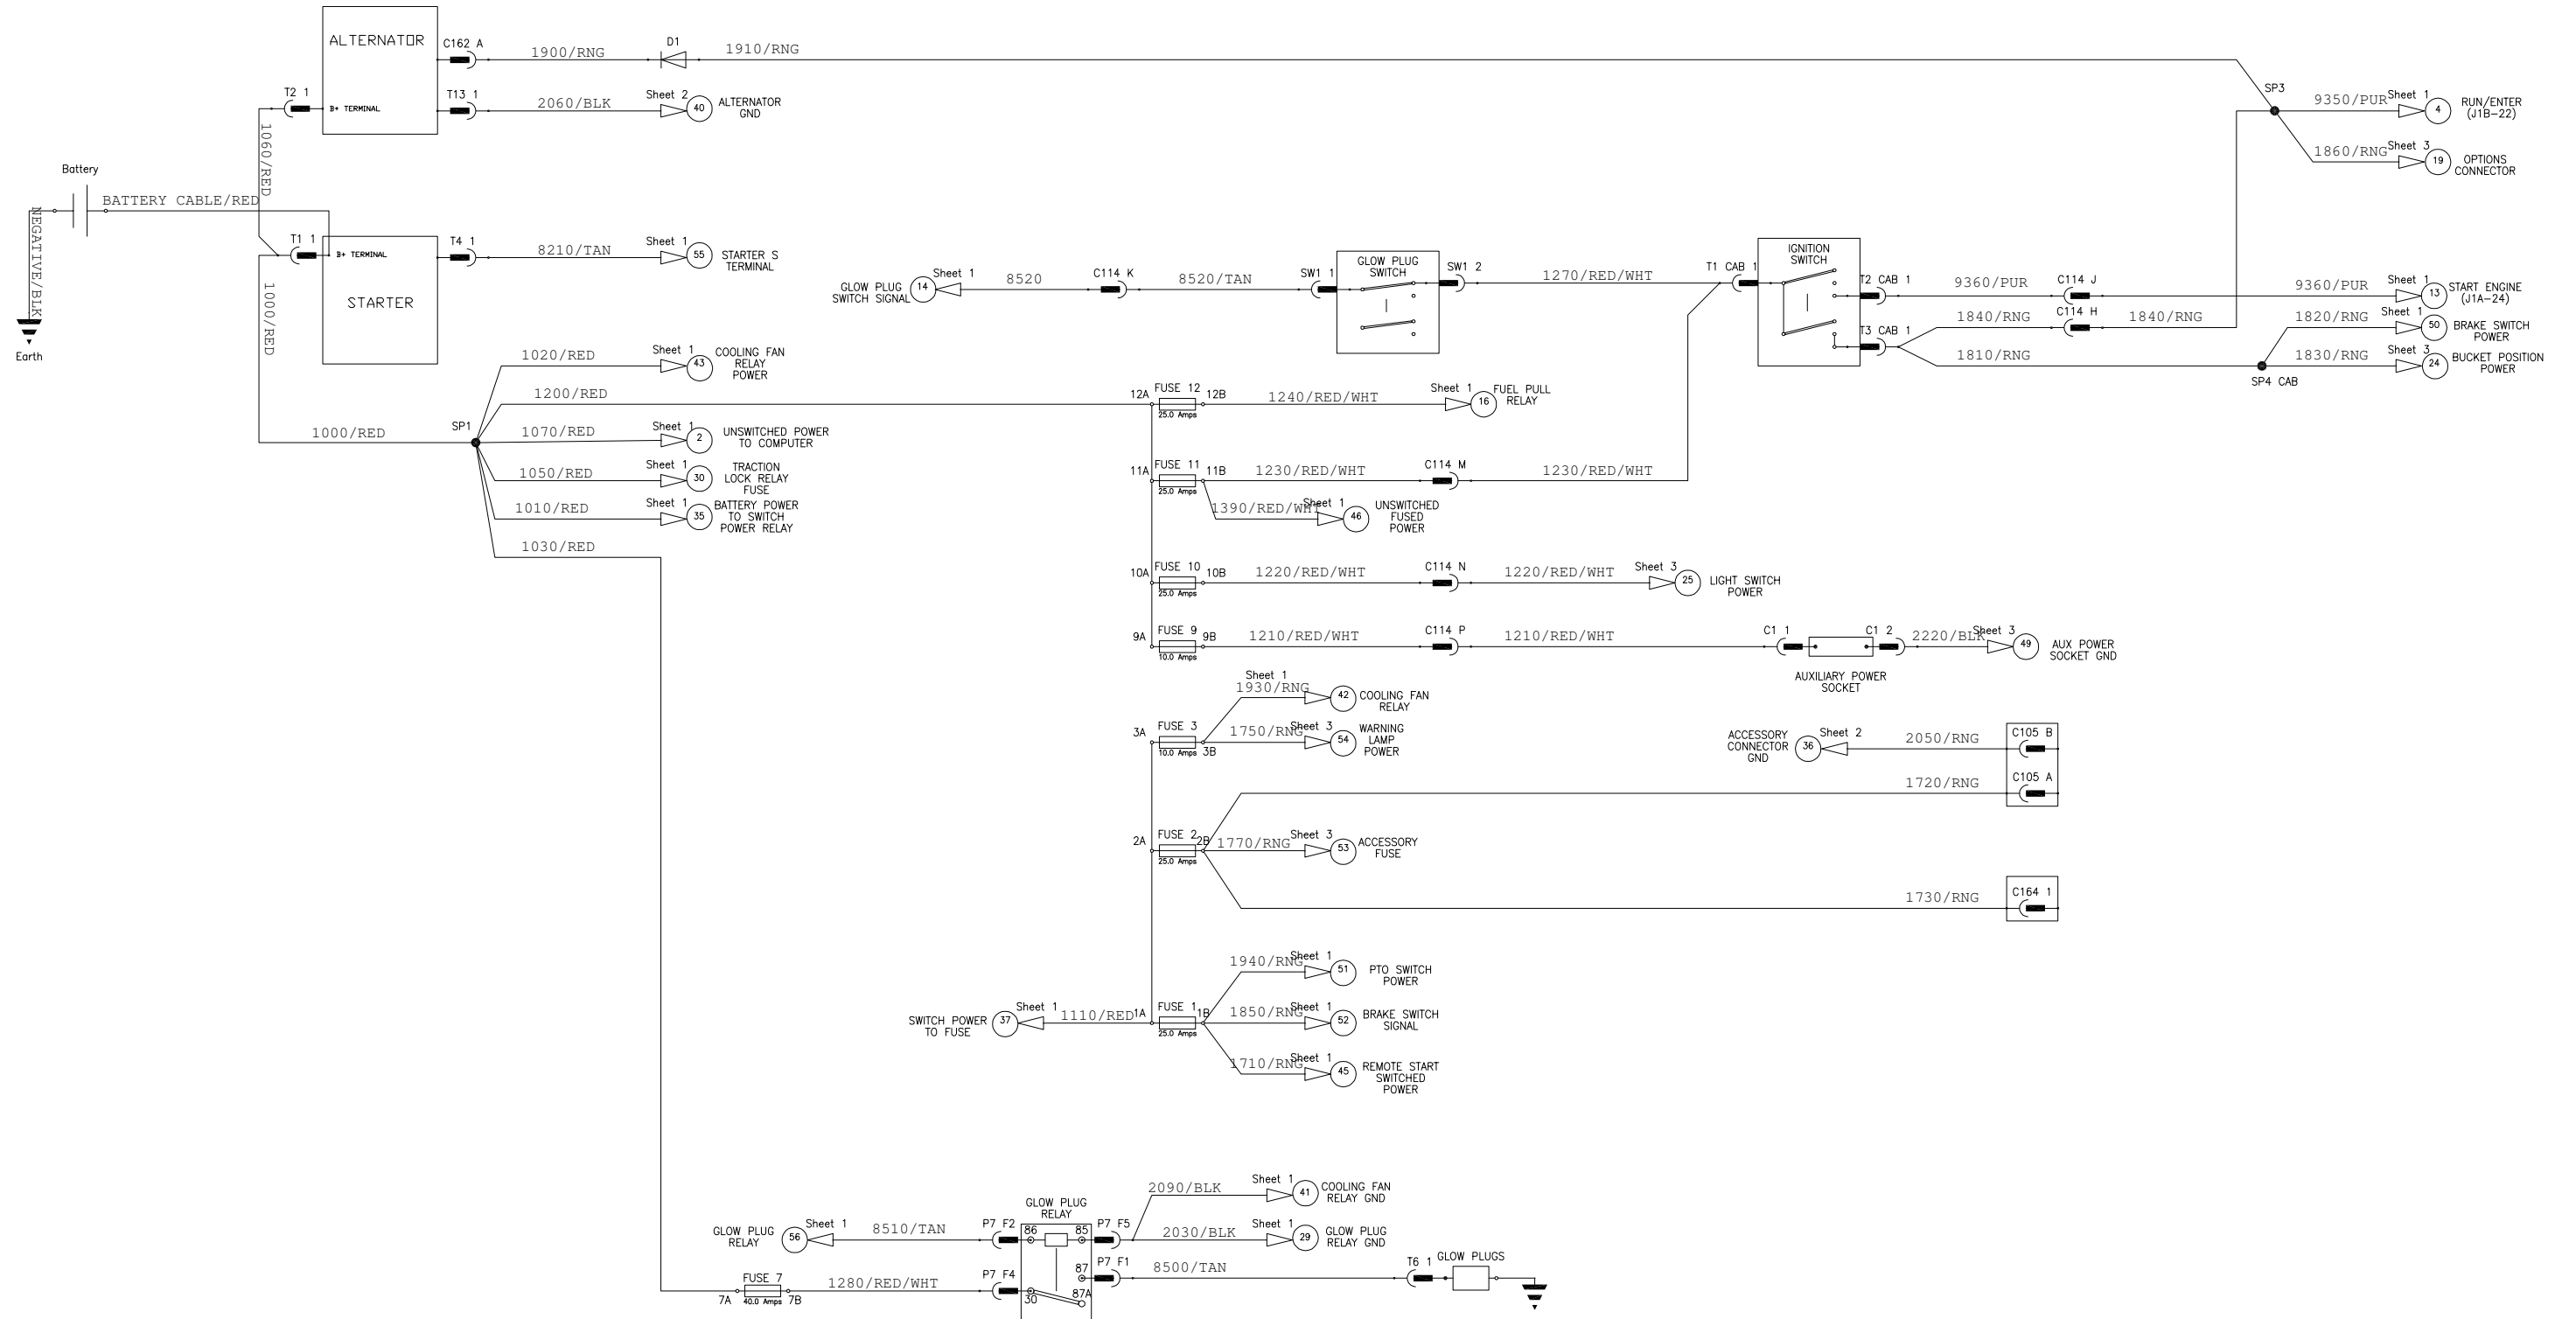 ALTERNATOR
C162 A
1900/RNG
D1
1910/RNG
T2 1
B+ TERMINAL
T13 1
2060/BLK
Sheet 2
40
ALTERNATOR
GND
1060/RED
SP3
9350/PUR
Sheet 1
4
RUN/ENTER
(J1B-22)
1860/RNG
Sheet 3
19
OPTIONS
CONNECTOR
Battery
BATTERY CABLE/RED
NEGATIVE/BLK
Earth
T1 1
B+ TERMINAL
STARTER
T4 1
8210/TAN
Sheet 1
55
STARTER S
TERMINAL
1000/RED
GLOW PLUG
SWITCH SIGNAL
14
Sheet 1
8520
C114 K
8520/TAN
SW1 1
GLOW PLUG
SWITCH
SW1 2
1270/RED/WHT
T1 CAB 1
IGNITION
SWITCH
T2 CAB 1
9360/PUR
C114 J
9360/PUR
Sheet 1
13
START ENGINE
(J1A-24)
T3 CAB 1
1840/RNG
C114 H
1840/RNG
1820/RNG
Sheet 1
50
BRAKE SWITCH
POWER
1810/RNG
SP4 CAB
1830/RNG
Sheet 3
24
BUCKET POSITION
POWER
1020/RED
Sheet 1
43
COOLING FAN
RELAY
POWER
1200/RED
1000/RED
SP1
1070/RED
Sheet 1
2
UNSWITCHED POWER
TO COMPUTER
1050/RED
Sheet 1
30
TRACTION
LOCK RELAY
FUSE
1010/RED
Sheet 1
35
BATTERY POWER
TO SWITCH
POWER RELAY
1030/RED
12A
FUSE 12
25.0 Amps
12B
1240/RED/WHT
Sheet 1
16
FUEL PULL
RELAY
11A
FUSE 11
25.0 Amps
11B
1230/RED/WHT
C114 M
1230/RED/WHT
1390/RED/WHT
Sheet 1
46
UNSWITCHED
FUSED
POWER
10A
FUSE 10
25.0 Amps
10B
1220/RED/WHT
C114 N
1220/RED/WHT
Sheet 3
25
LIGHT SWITCH
POWER
9A
FUSE 9
10.0 Amps
9B
1210/RED/WHT
C114 P
1210/RED/WHT
C1 1
C1 2
AUXILIARY POWER
SOCKET
2220/BLK
Sheet 3
49
AUX POWER
SOCKET GND
Sheet 1
1930/RNG
42
COOLING FAN
RELAY
3A
FUSE 3
10.0 Amps
3B
1750/RNG
Sheet 3
54
WARNING
LAMP
POWER
ACCESSORY
CONNECTOR
GND
36
Sheet 2
2050/RNG
C105 B
1720/RNG
C105 A
2A
FUSE 2
25.0 Amps
2B
1770/RNG
Sheet 3
53
ACCESSORY
FUSE
1730/RNG
C164 1
1940/RNG
Sheet 1
51
PTO SWITCH
POWER
SWITCH POWER
TO FUSE
37
Sheet 1
1110/RED
1A
FUSE 1
25.0 Amps
1B
1850/RNG
Sheet 1
52
BRAKE SWITCH
SIGNAL
1710/RNG
Sheet 1
45
REMOTE START
SWITCHED
POWER
2090/BLK
Sheet 1
41
COOLING FAN
RELAY GND
GLOW PLUG
RELAY
GLOW PLUG
RELAY
56
Sheet 1
8510/TAN
P7 F2
86
85
P7 F5
2030/BLK
Sheet 1
29
GLOW PLUG
RELAY GND
87
P7 F1
8500/TAN
T6 1
GLOW PLUGS
7A
FUSE 7
40.0 Amps
7B
1280/RED/WHT
P7 F4
30
87A